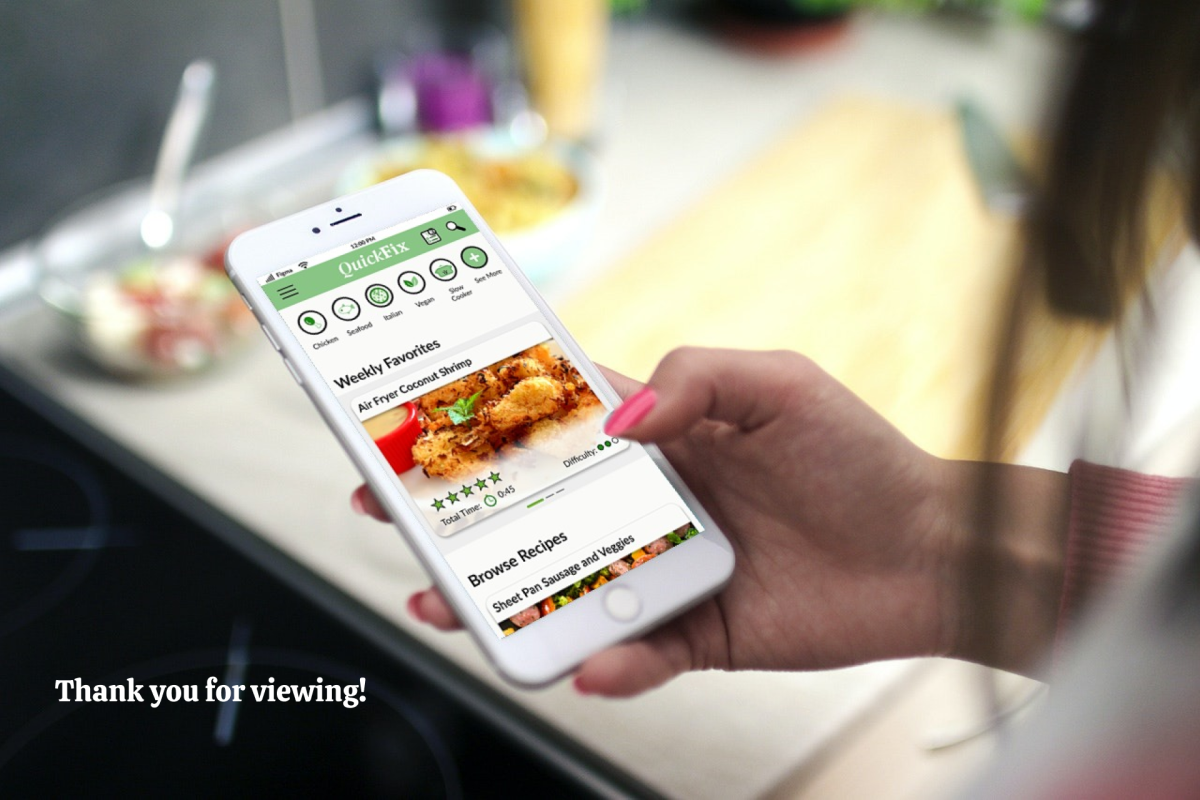 Figma
12:00 PM
QuickFix
Chicken
Seafood
Italian
Vegan
Slow
Cooker
See More
Weekly Favorites
Air Fryer Coconut Shrimp
Total Time: 0:45
Difficulty:
Browse Recipes
Sheet Pan Sausage and Veggies
Thank you for viewing!